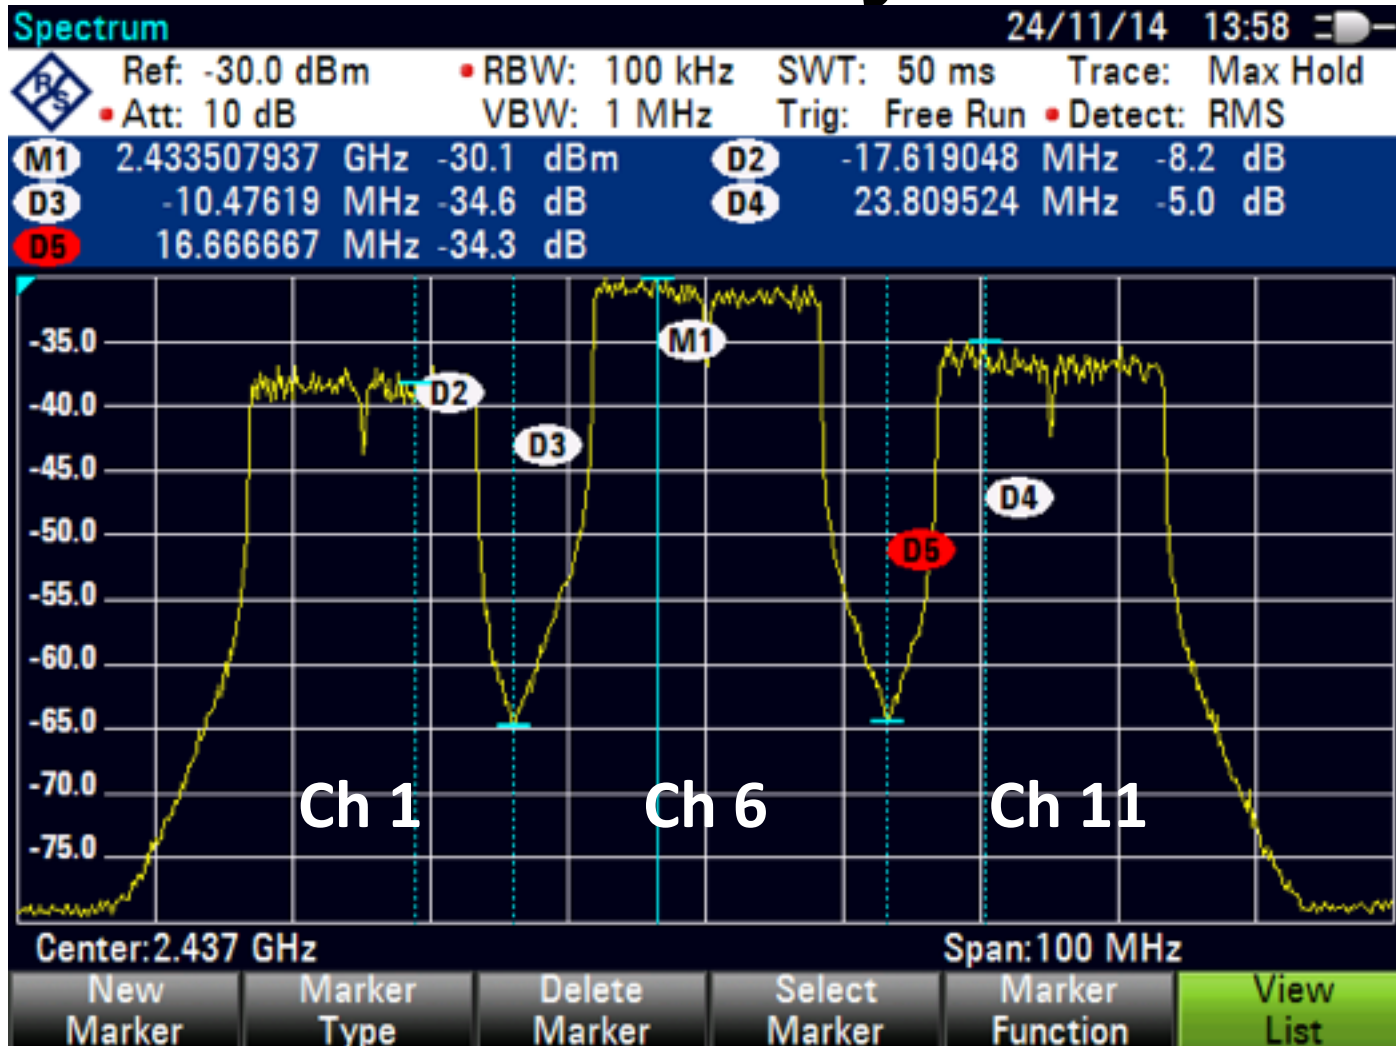 Spectrum 24/11/14 13:58
Ref: -30.0 dBm RBW: 100 kHz SWT: 50 ms Trace: Max Hold
Att: 10 dB VBW: 1 MHz Trig: Free Run Detect: RMS
M1 2.433507937 GHz -30.1 dBm D2 -17.619048 MHz -8.2 dB
D3 -10.47619 MHz -34.6 dB D4 23.809524 MHz -5.0 dB
D5 16.666667 MHz -34.3 dB
-35.0
M1
D2
-40.0
D3
-45.0
D4
-50.0
D5
-55.0
-60.0
-65.0
-70.0
Ch 1 Ch 6 Ch 11
-75.0
Center:2.437 GHz Span:100 MHz
New Marker
Marker Type
Delete Marker
Select Marker
Marker Function
View List
R&S